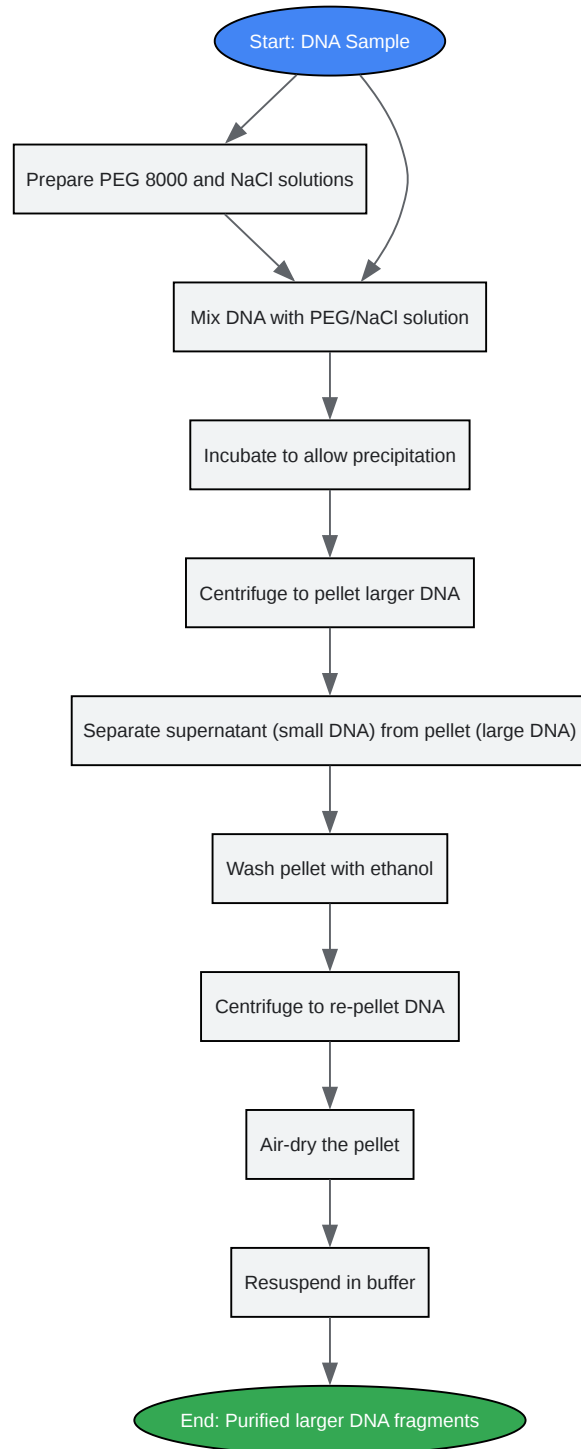 Start: DNA Sample
Prepare PEG 8000 and NaCl solutions
Mix DNA with PEG/NaCl solution
Incubate to allow precipitation
Centrifuge to pellet larger DNA
Separate supernatant (small DNA) from pellet (large DNA)
Wash pellet with ethanol
Centrifuge to re-pellet DNA
Air-dry the pellet
Resuspend in buffer
End: Purified larger DNA fragments